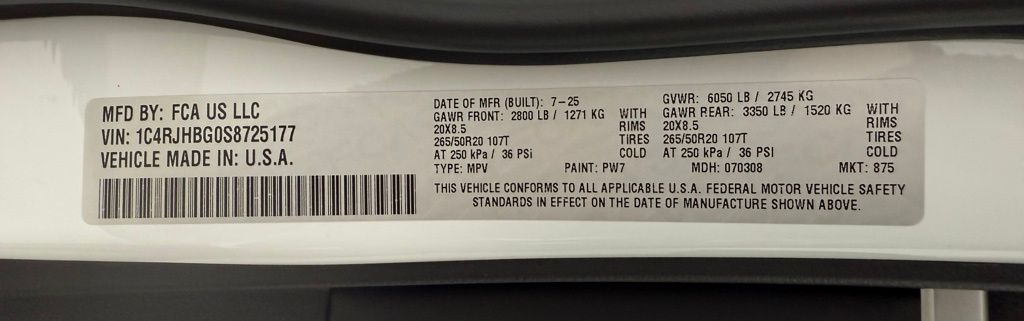 MFD BY: FCA US LLC
VIN: 1C4RJHBG0S8725177
VEHICLE MADE IN: U.S.A.
DATE OF MFR (BUILT): 7-25
GAWR FRONT: 2800 LB / 1271 KG WITH
20X8.5 RIMS
265/50R20 107T TIRES
AT 250 kPa / 36 PSi COLD
GVWR: 6050 LB / 2745 KG
GAWR REAR: 3350 LB / 1520 KG WITH
20X8.5 RIMS
265/50R20 107T TIRES
AT 250 kPa / 36 PSI COLD
TYPE: MPV PAINT: PW7 MDH: 070308 MKT: 875
THIS VEHICLE CONFORMS TO ALL APPLICABLE U.S.A. FEDERAL MOTOR VEHICLE SAFETY
STANDARDS IN EFFECT ON THE DATE OF MANUFACTURE SHOWN ABOVE.